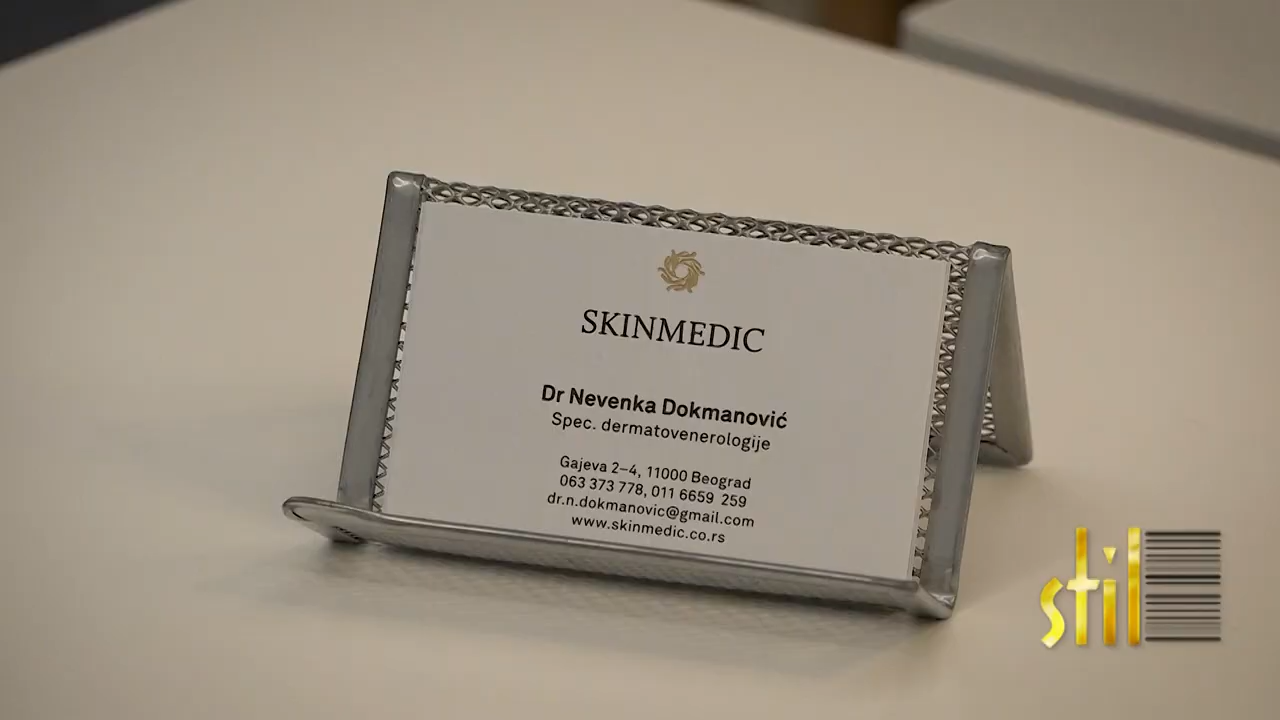 SKINMEDIC
Dr Nevenka Dokmanović
Spec. dermatovenerologije
Gajeva 2–4, 11000 Beograd
063 373 778, 011 6659 259
dr.n.dokmanovic@gmail.com
www.skinmedic.co.rs
stil